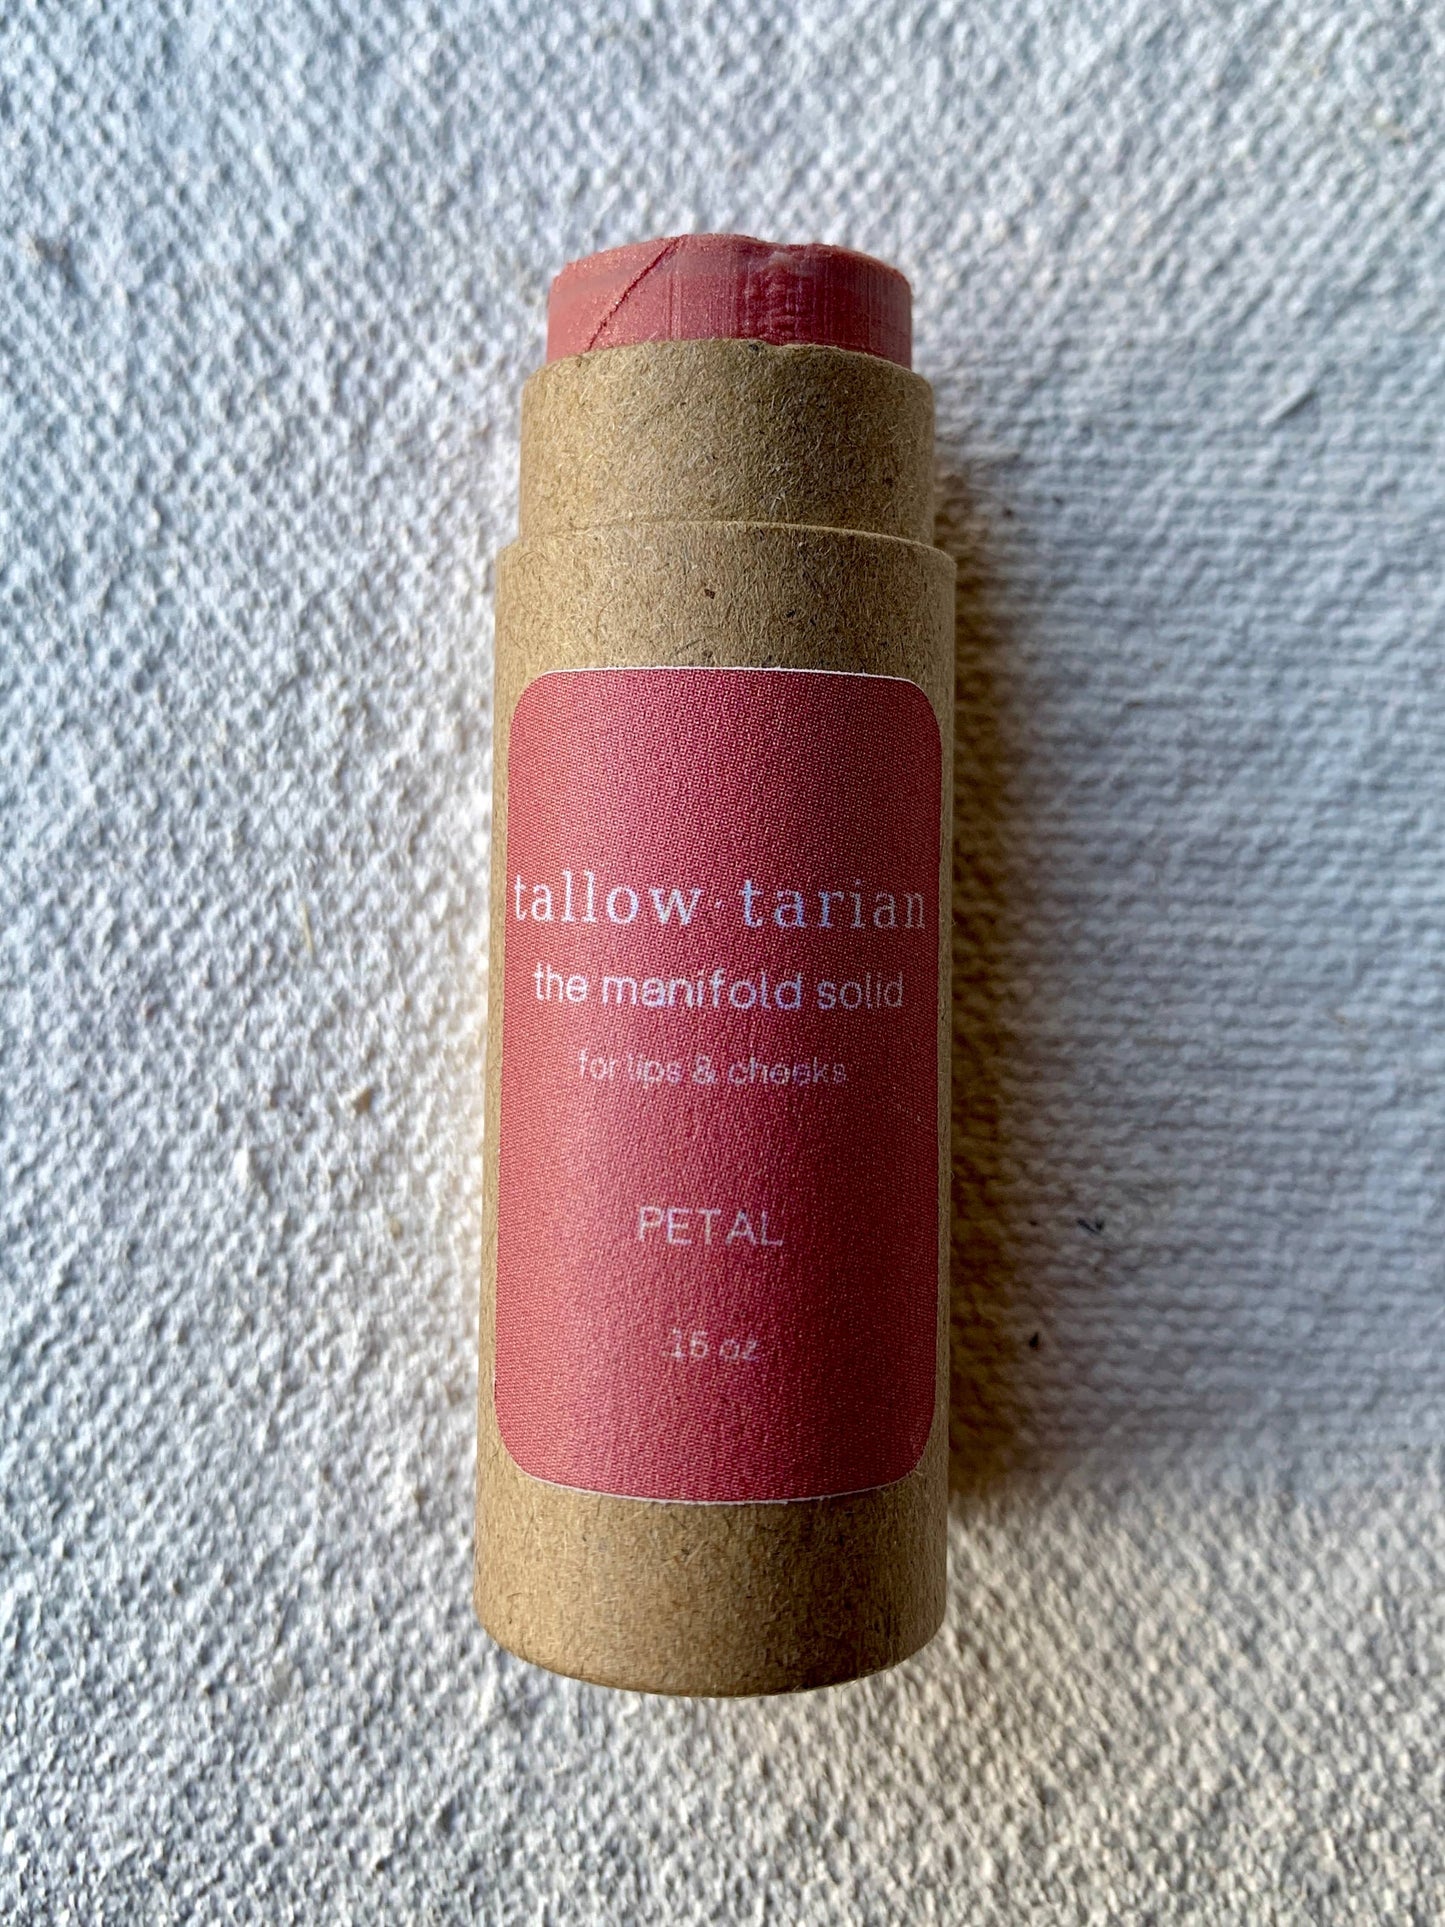 tallow tarian
the manifold solid
for lips & cheeks
PETAL
.15 oz